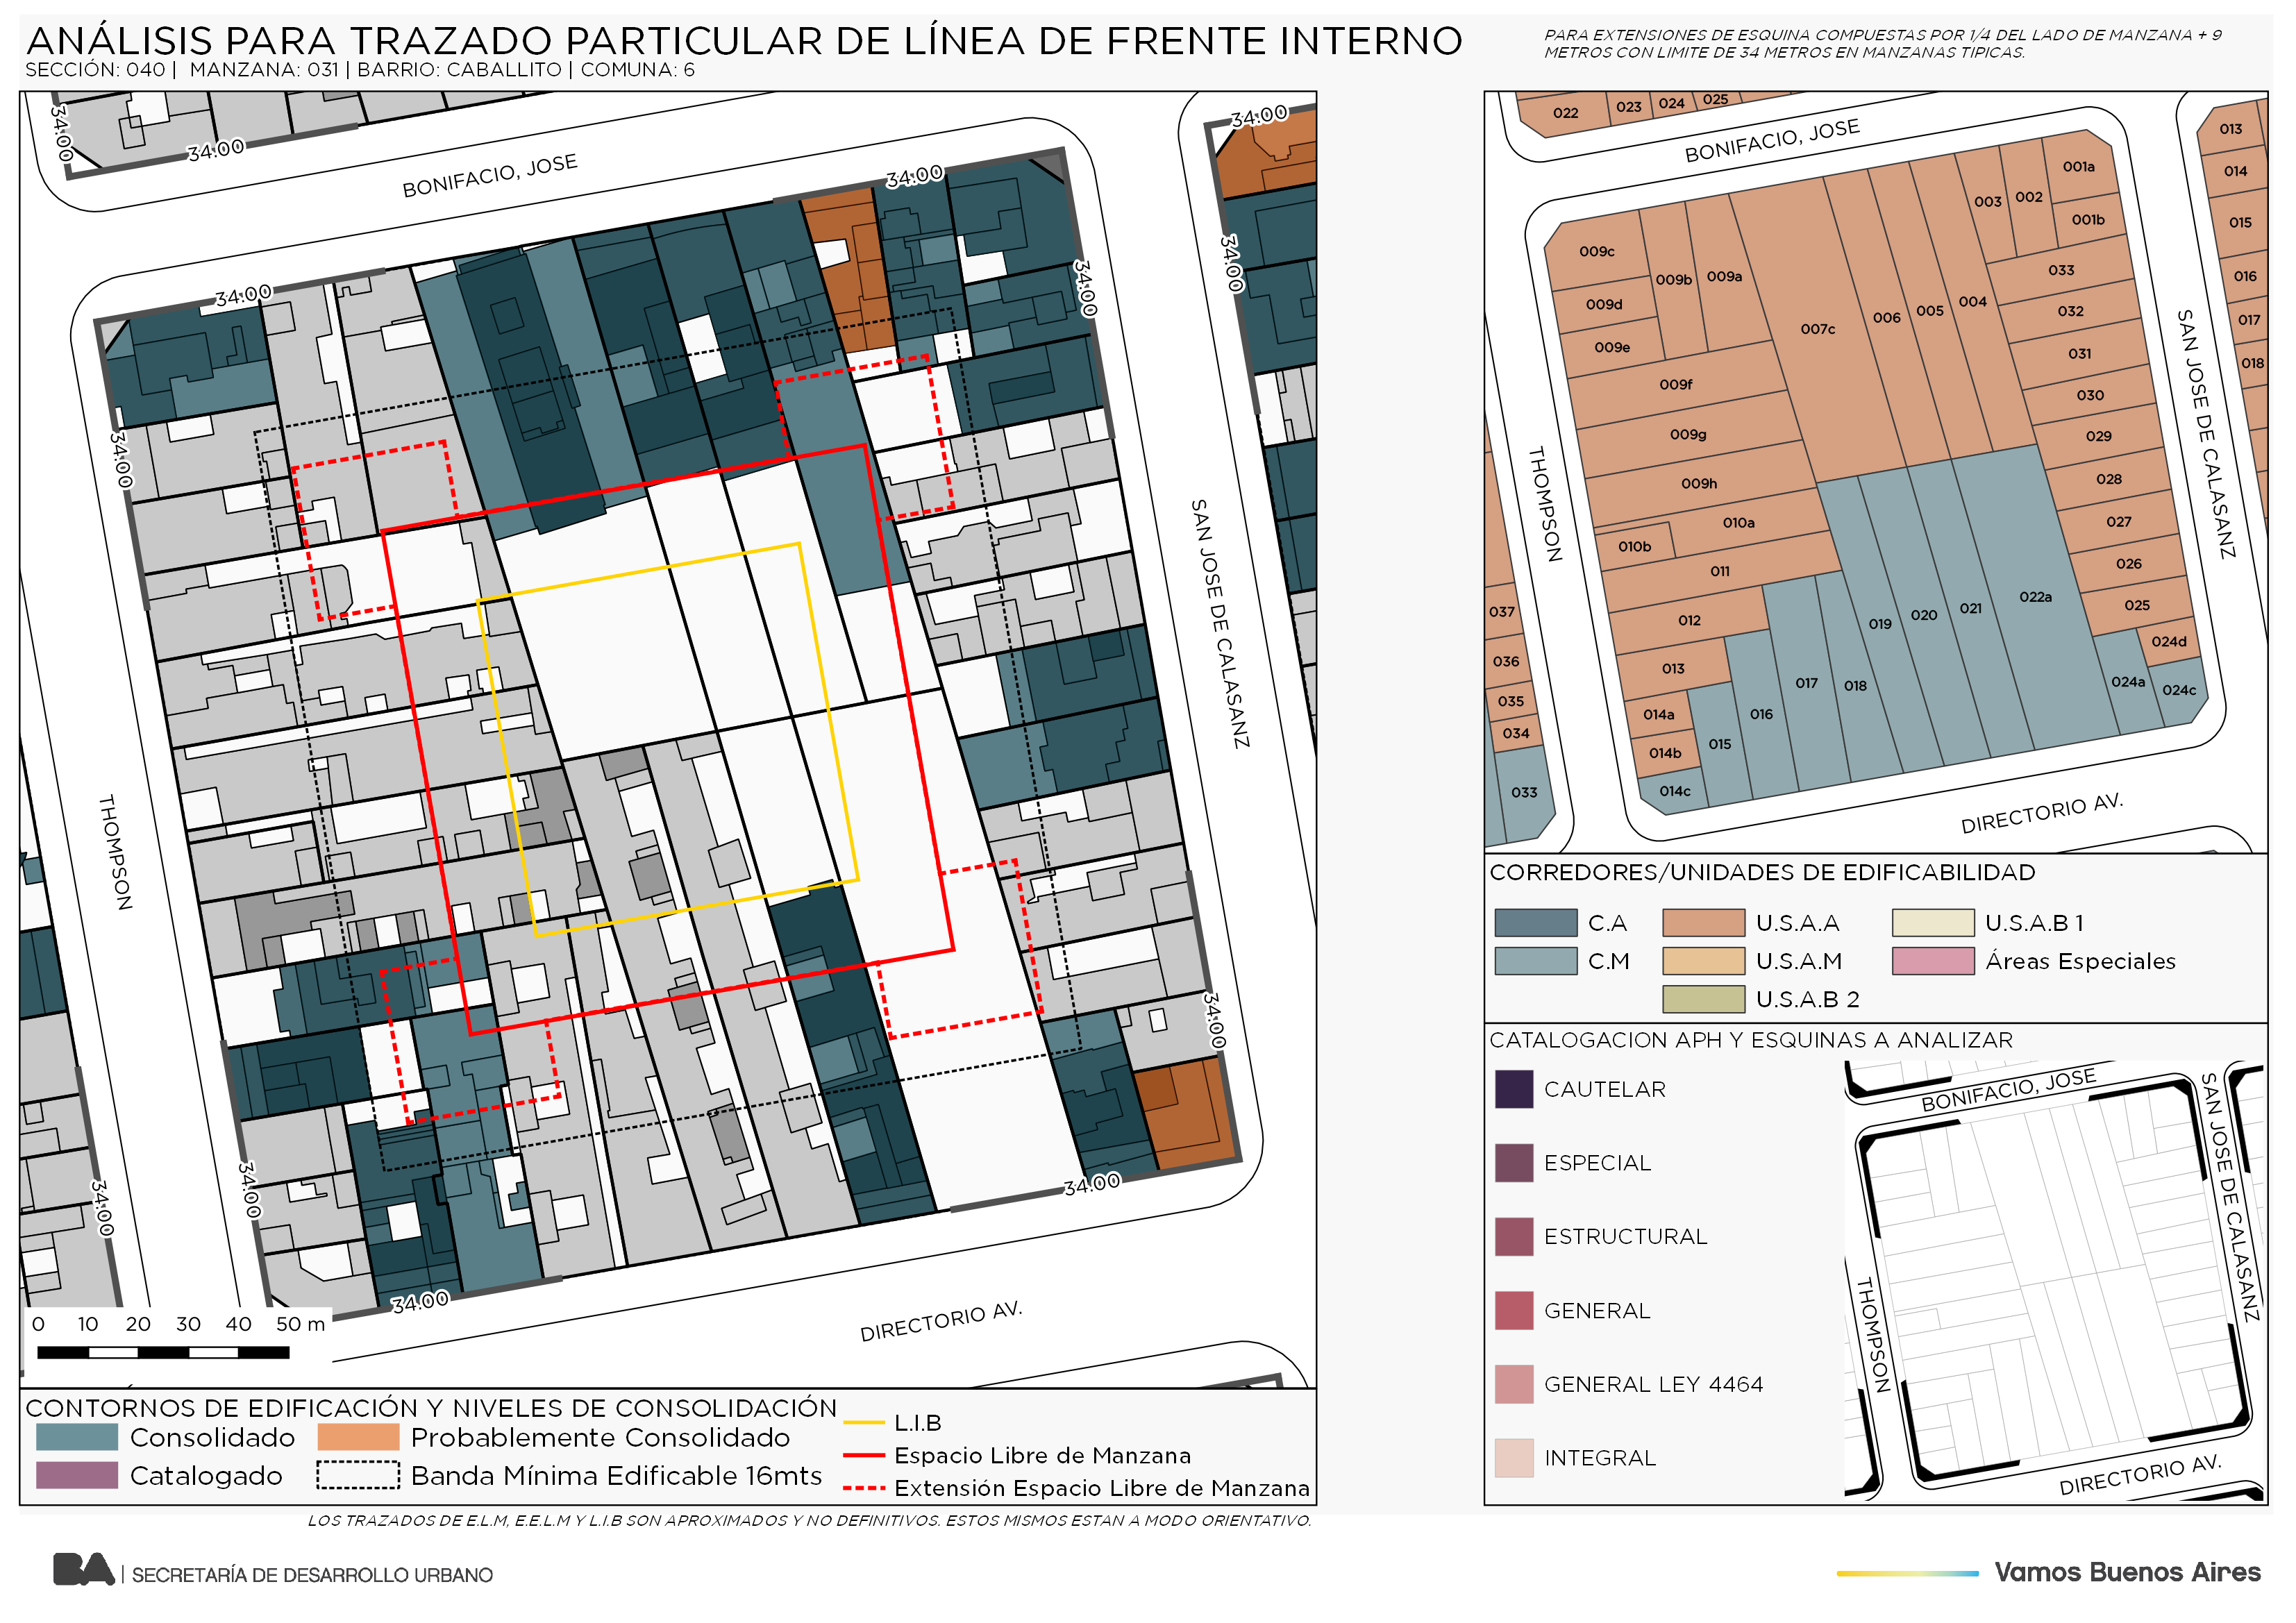 ANÁLISIS PARA TRAZADO PARTICULAR DE LÍNEA DE FRENTE INTERNO
SECCIÓN: 040 | MANZANA: 031 | BARRIO: CABALLITO | COMUNA: 6
PARA EXTENSIONES DE ESQUINA COMPUESTAS POR 1/4 DEL LADO DE MANZANA + 9
METROS CON LIMITE DE 34 METROS EN MANZANAS TIPICAS.
34.00
34.00
34.00
BONIFACIO, JOSE
34.00
34.00
34.00
34.00
34.00
SAN JOSE DE CALASANZ
THOMPSON
34.00
34.00
34.00
34.00
34.00
DIRECTORIO AV.
0 10 20 30 40 50 m
CONTORNOS DE EDIFICACIÓN Y NIVELES DE CONSOLIDACIÓN
Consolidado
Probablemente Consolidado
Catalogado
Banda Mínima Edificable 16mts
L.I.B
Espacio Libre de Manzana
Extensión Espacio Libre de Manzana
LOS TRAZADOS DE E.L.M, E.E.L.M Y L.I.B SON APROXIMADOS Y NO DEFINITIVOS. ESTOS MISMOS ESTAN A MODO ORIENTATIVO.
022
023
024
025
BONIFACIO, JOSE
013
014
015
016
017
018
001a
001b
002
003
004
005
006
007c
009a
009b
009c
009d
009e
009f
009g
009h
010a
010b
011
012
013
014a
014b
014c
015
016
017
018
019
020
021
022a
033
032
031
030
029
028
027
026
025
024d
024a
024c
037
036
035
034
033
THOMPSON
SAN JOSE DE CALASANZ
DIRECTORIO AV.
CORREDORES/UNIDADES DE EDIFICABILIDAD
C.A
U.S.A.A
U.S.A.B 1
C.M
U.S.A.M
Áreas Especiales
U.S.A.B 2
CATALOGACION APH Y ESQUINAS A ANALIZAR
CAUTELAR
ESPECIAL
ESTRUCTURAL
GENERAL
GENERAL LEY 4464
INTEGRAL
BONIFACIO, JOSE
SAN JOSE DE CALASANZ
THOMPSON
DIRECTORIO AV.
BA | SECRETARÍA DE DESARROLLO URBANO
Vamos Buenos Aires